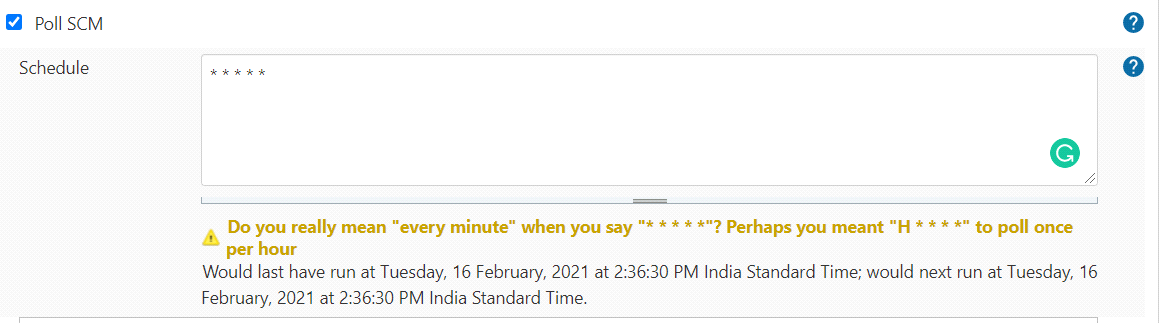 Poll SCM
Schedule
* * * * *
Do you really mean "every minute" when you say "* * * * *"? Perhaps you meant "H * * * *" to poll once
per hour
Would last have run at Tuesday, 16 February, 2021 at 2:36:30 PM India Standard Time; would next run at Tuesday, 16
February, 2021 at 2:36:30 PM India Standard Time.